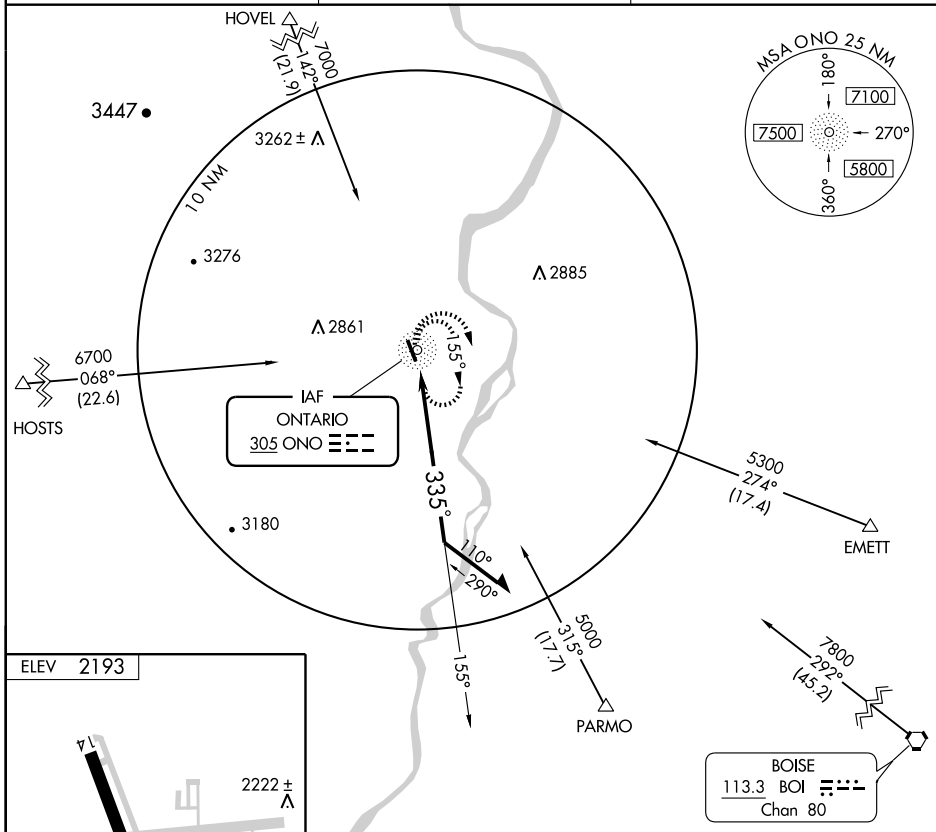 HOVEL
7000
142°
(21.9)
MSA ONO 25 NM
180°
7100
7500
270°
5800
360°
3447
3262 ±
10 NM
3276
2885
2861
155°
6700
068°
(22.6)
HOSTS
IAF
ONTARIO
305 ONO
335°
5300
274°
(17.4)
EMETT
3180
110°
290°
5000
315°
(17.7)
PARMO
155°
7800
292°
(45.2)
BOISE
113.3 BOI
Chan 80
ELEV 2193
14
2222 ±